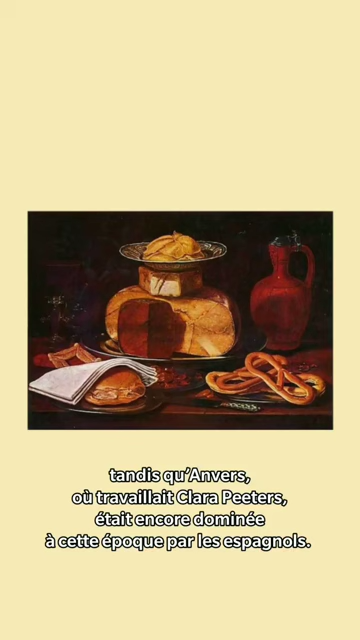 tandis qu'Anvers,
où travaillait Clara Peeters,
était encore dominée
à cette époque par les espagnols.